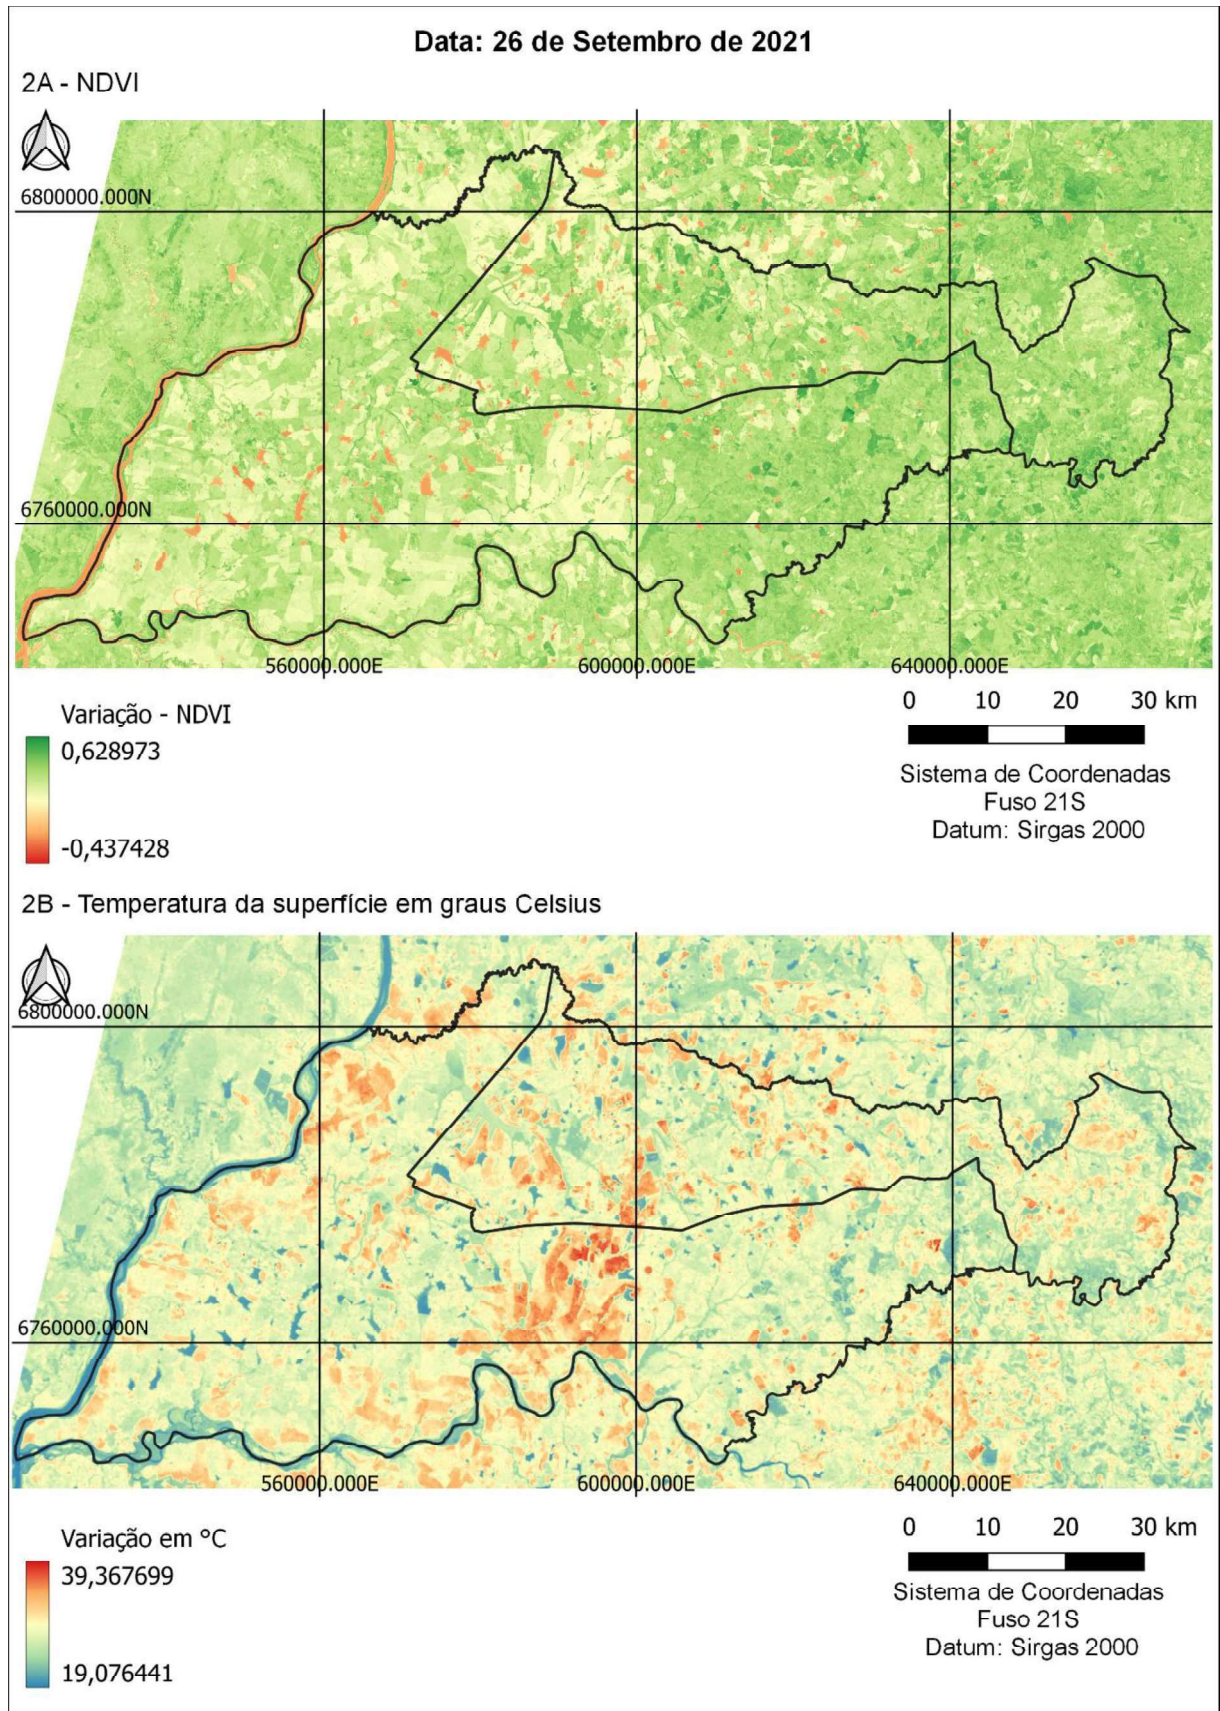 Data: 26 de Setembro de 2021
2A - NDVI
6800000.000N
6760000.000N
560000.000E
600000.000E
640000.000E
Variação - NDVI
0,628973
-0,437428
0 10 20 30 km
Sistema de Coordenadas
Fuso 21S
Datum: Sirgas 2000
2B - Temperatura da superfície em graus Celsius
6800000.000N
6760000.000N
560000.000E
600000.000E
640000.000E
Variação em °C
39,367699
19,076441
0 10 20 30 km
Sistema de Coordenadas
Fuso 21S
Datum: Sirgas 2000